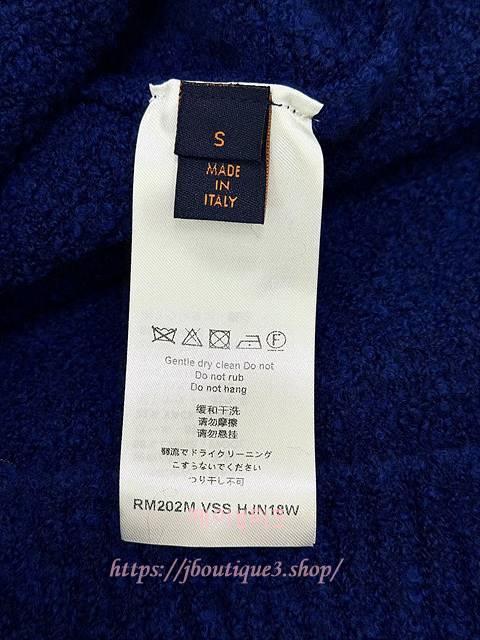 S
MADE
IN
ITALY
F
Gentle dry clean Do not
Do not rub
Do not hang
缓和干洗
请勿摩擦
请勿悬挂
弱流でドライクリーニング
こすらないでください
つり干し不可
RM202M VSS HJN18W
https://jboutique3.shop/